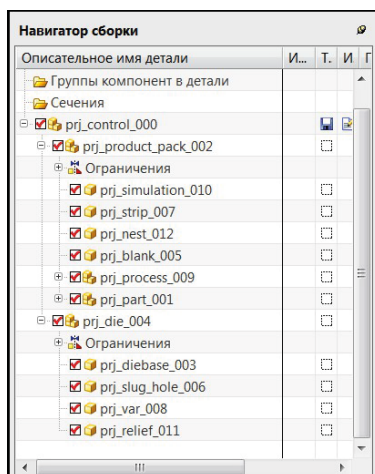 Навигатор сборки
Описательное имя детали И... Т. И Г
Группы компонент в детали
Сечения
prj_control_000
prj_product_pack_002
Ограничения
prj_simulation_010
prj_strip_007
prj_nest_012
prj_blank_005
prj_process_009
prj_part_001
prj_die_004
Ограничения
prj_diebase_003
prj_slug_hole_006
prj_var_008
prj_relief_011